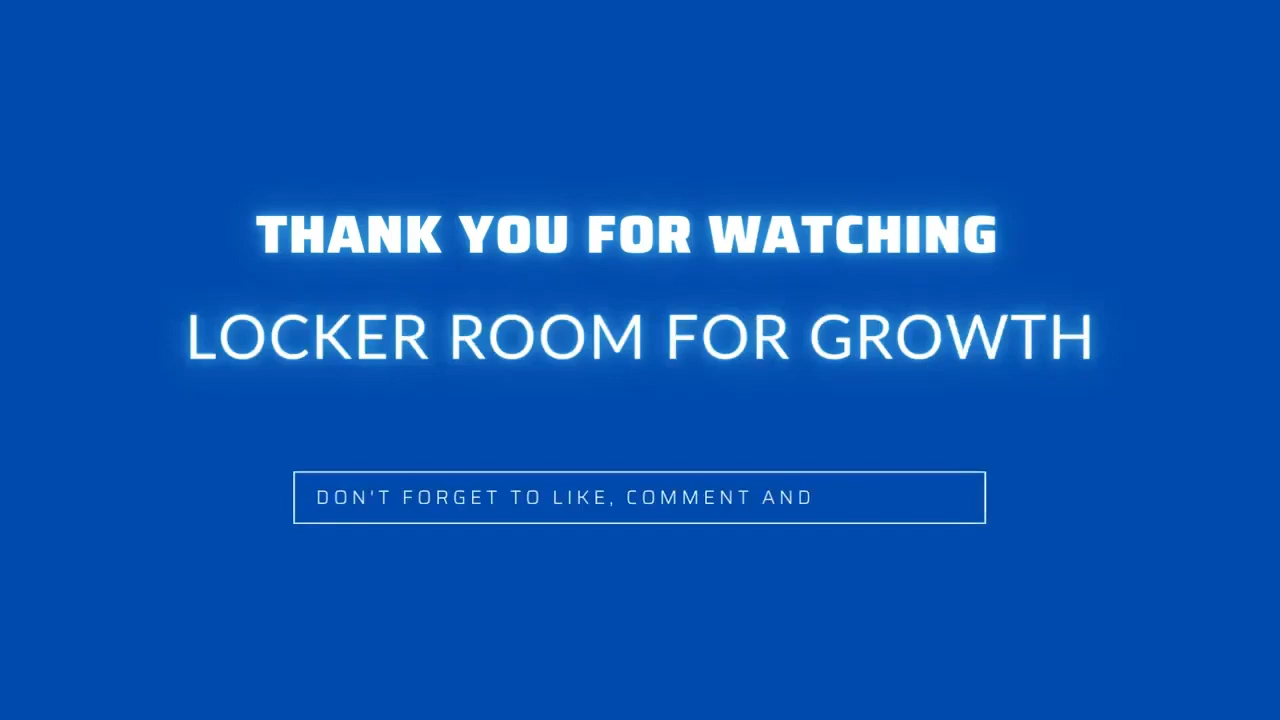 THANK YOU FOR WATCHING
LOCKER ROOM FOR GROWTH
DON'T FORGET TO LIKE, COMMENT AND